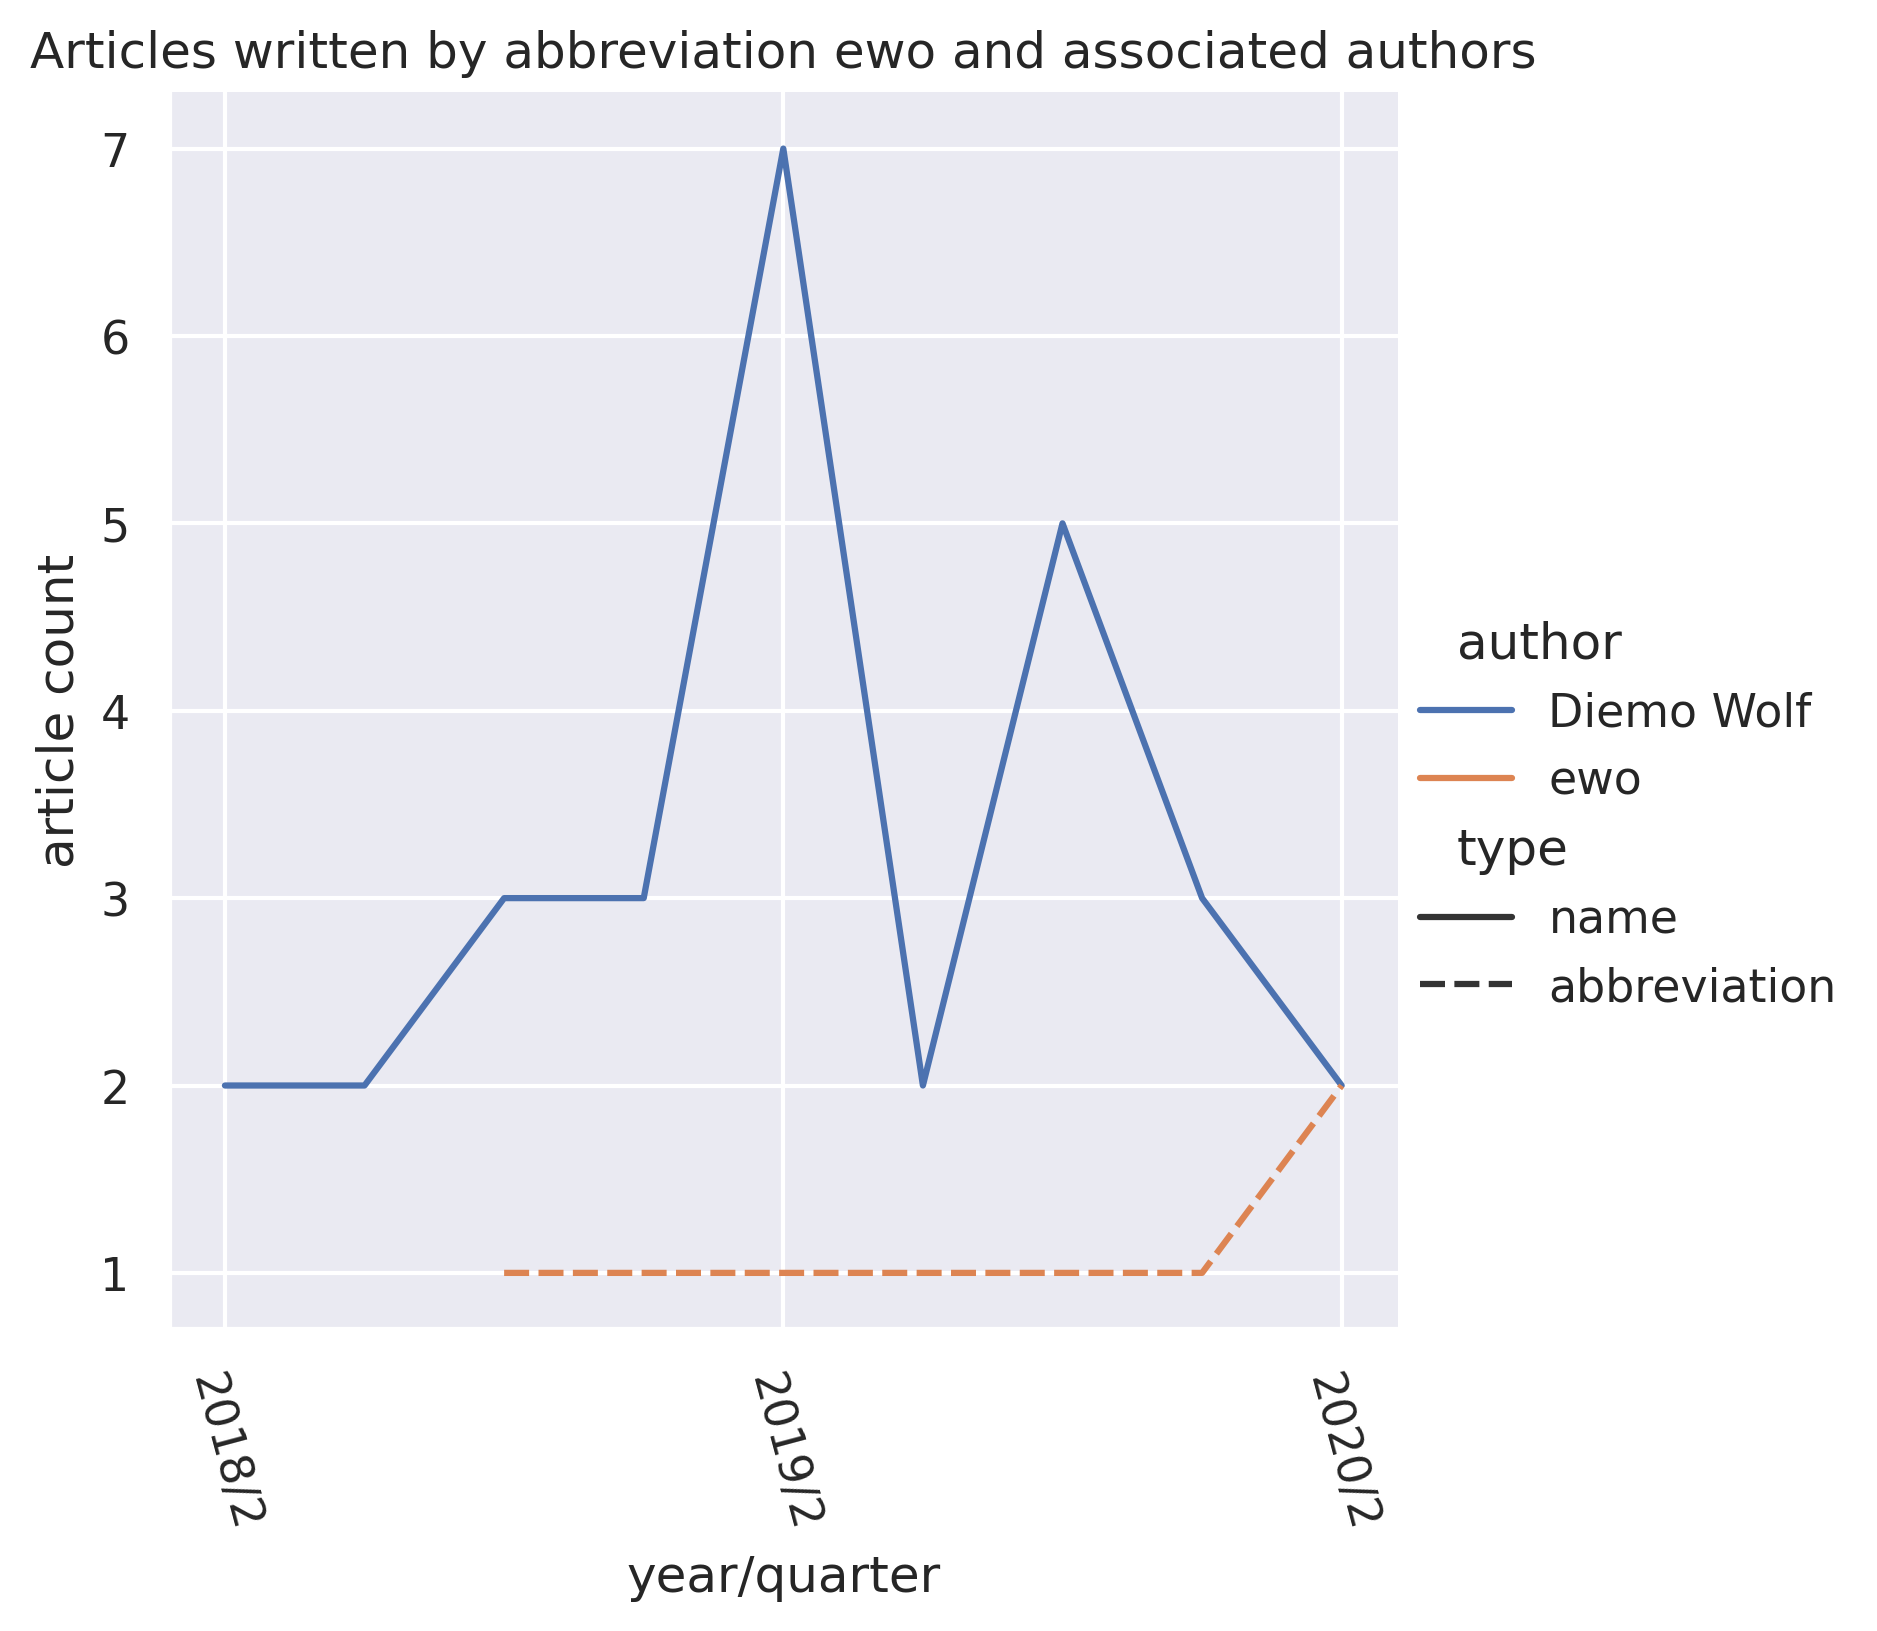 Articles written by abbreviation ewo and associated authors
7
6
5
4
3
2
1
article count
author
Diemo Wolf
ewo
type
name
abbreviation
2018/2
2019/2
2020/2
year/quarter